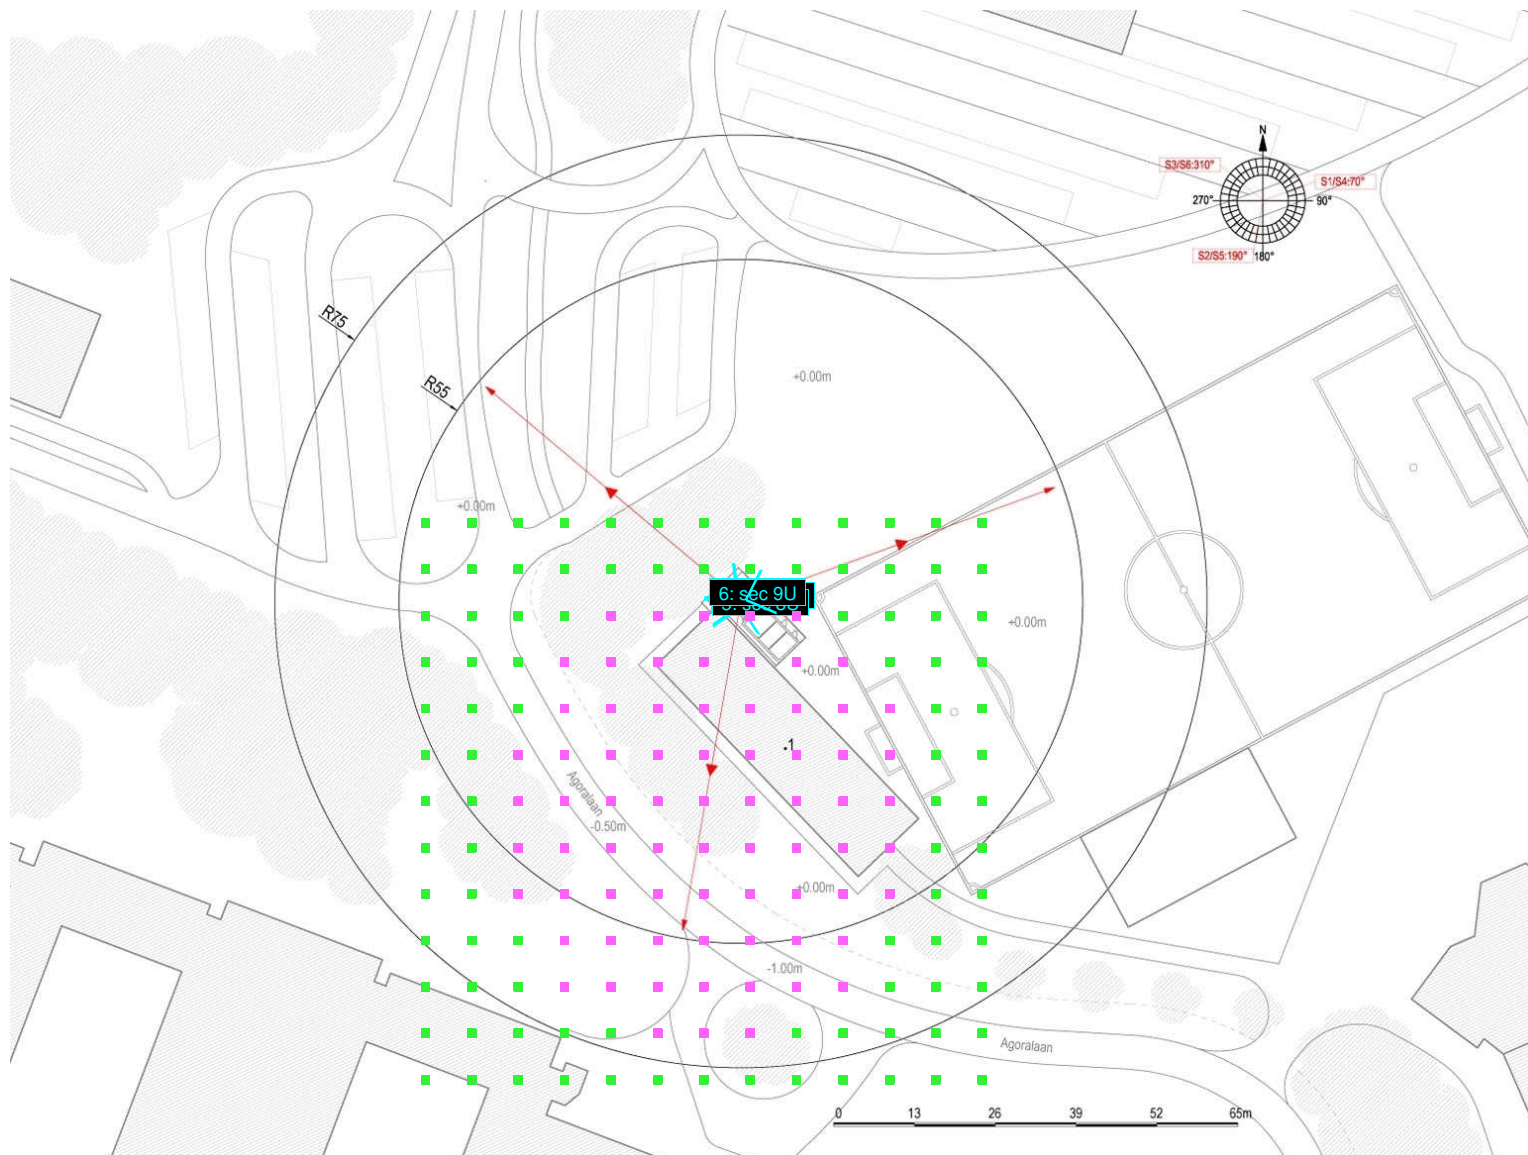 N
S3/S6:310°
S1/S4:70°
270°
90°
S2/S5:190°
180°
R75
R55
+0.00m
+0.00m
6: sec 9U
+0.00m
+0.00m
.1
Agoralaan
-0.50m
+0.00m
-1.00m
Agoralaan
0 13 26 39 52 65m